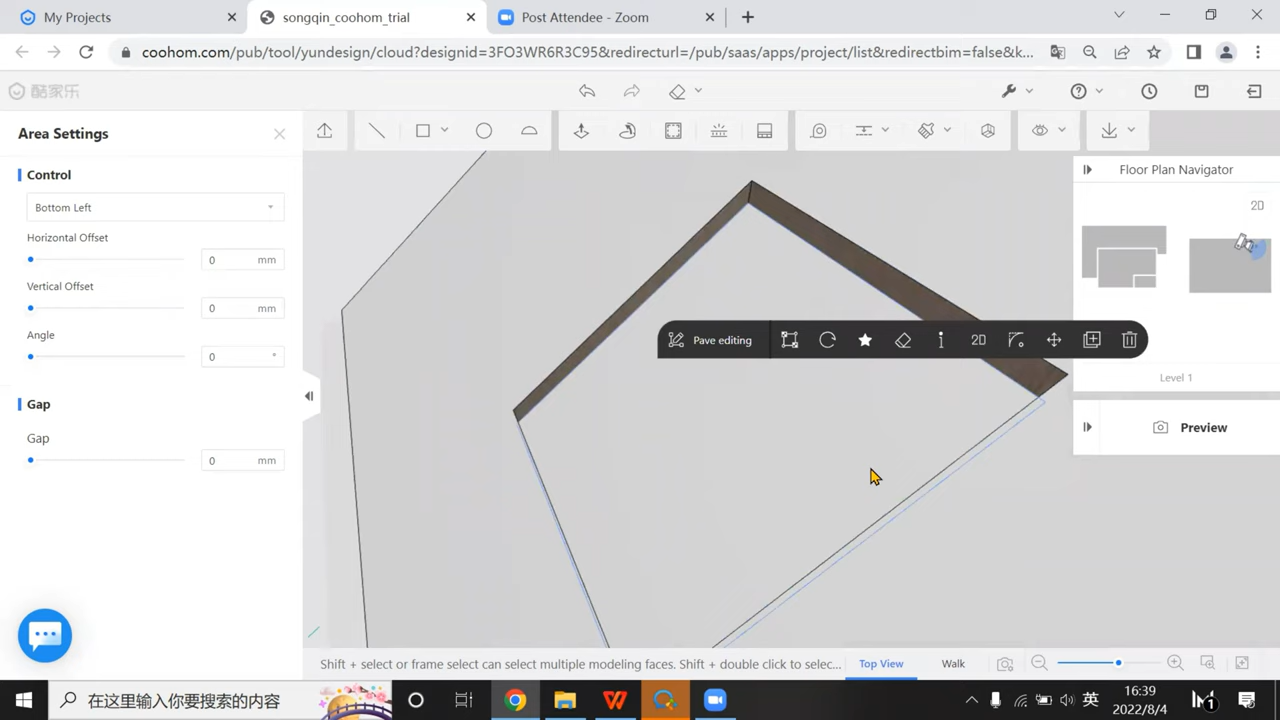 My Projects
songqin_coohom_trial
Post Attendee - Zoom
coohom.com/pub/tool/yundesign/cloud?designid=3FO3WR6R3C95&redirecturl=/pub/saas/apps/project/list&redirectbim=false&k...
酷家乐
Area Settings
Control
Bottom Left
Horizontal Offset
0 mm
Vertical Offset
0 mm
Angle
0 °
Gap
Gap
0 mm
Pave editing
2D
Floor Plan Navigator
2D
Level 1
Preview
Shift + select or frame select can select multiple modeling faces. Shift + double click to selec...
Top View
Walk
在这里输入你要搜索的内容
英
16:39
2022/8/4
1